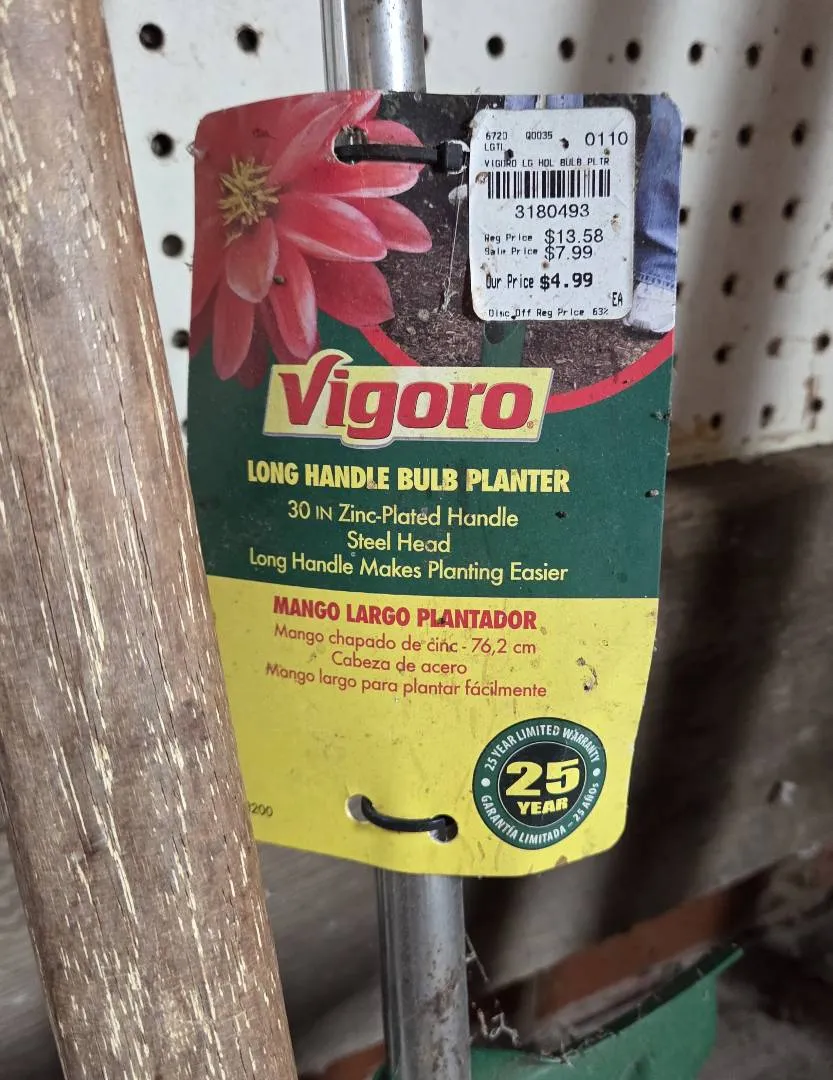 6720 Q0035 0110
LGTL
VIGORO LG HDL BULB PLTR
3180493
Reg Price $13.58
Sale Price $7.99
Our Price $4.99
EA
Disc Off Reg Price 63%
Vigoro®
LONG HANDLE BULB PLANTER
30 IN Zinc-Plated Handle
Steel Head
Long Handle Makes Planting Easier
MANGO LARGO PLANTADOR
Mango chapado de cinc - 76,2 cm
Cabeza de acero
Mango largo para plantar fácilmente
25 YEAR LIMITED WARRANTY
25
YEAR
GARANTÍA LIMITADA - 25 AÑOs